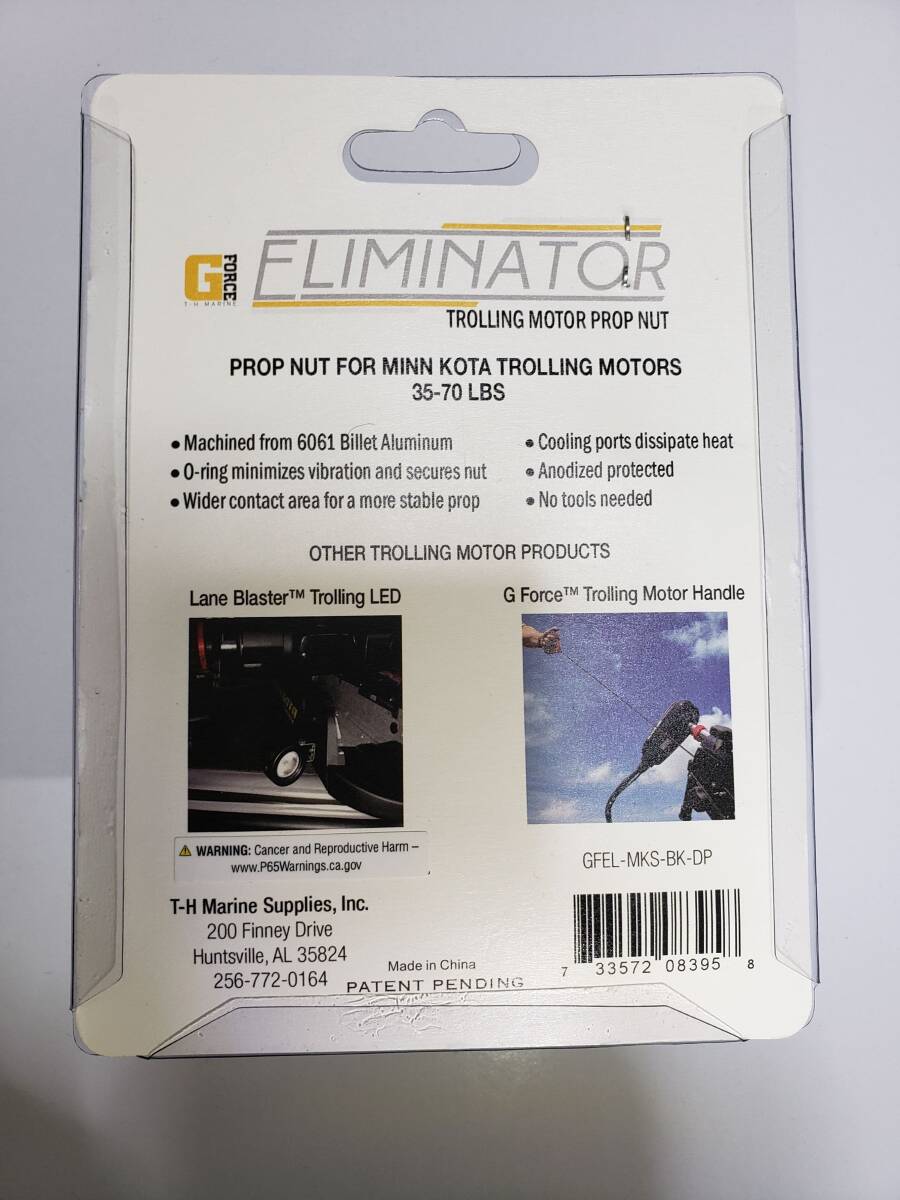 G FORCE
T-H MARINE
ELIMINATOR
TROLLING MOTOR PROP NUT
PROP NUT FOR MINN KOTA TROLLING MOTORS
35-70 LBS
• Machined from 6061 Billet Aluminum
• O-ring minimizes vibration and secures nut
• Wider contact area for a more stable prop
• Cooling ports dissipate heat
• Anodized protected
• No tools needed
OTHER TROLLING MOTOR PRODUCTS
Lane Blaster™ Trolling LED
G Force™ Trolling Motor Handle
⚠ WARNING: Cancer and Reproductive Harm –
www.P65Warnings.ca.gov
GFEL-MKS-BK-DP
T-H Marine Supplies, Inc.
200 Finney Drive
Huntsville, AL 35824
256-772-0164
Made in China
PATENT PENDING
7 33572 08395 8